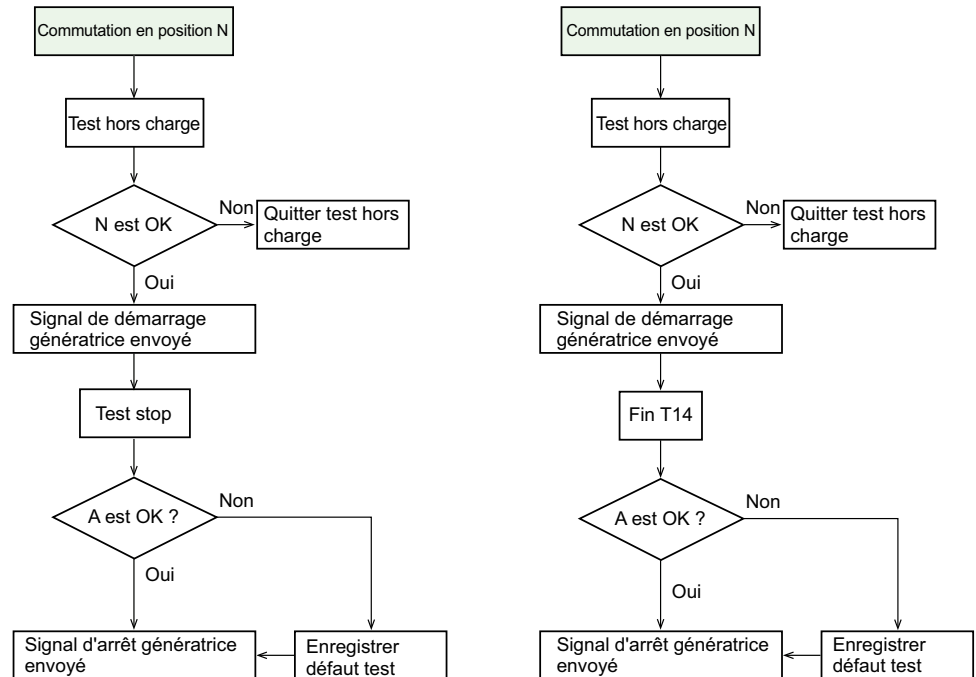 Commutation en position N
Test hors charge
N est OK
Non
Quitter test hors
charge
Oui
Signal de démarrage
génératrice envoyé
Test stop
A est OK ?
Non
Oui
Signal d'arrêt génératrice
envoyé
Enregistrer
défaut test
Commutation en position N
Test hors charge
N est OK
Non
Quitter test hors
charge
Oui
Signal de démarrage
génératrice envoyé
Fin T14
A est OK ?
Non
Oui
Signal d'arrêt génératrice
envoyé
Enregistrer
défaut test